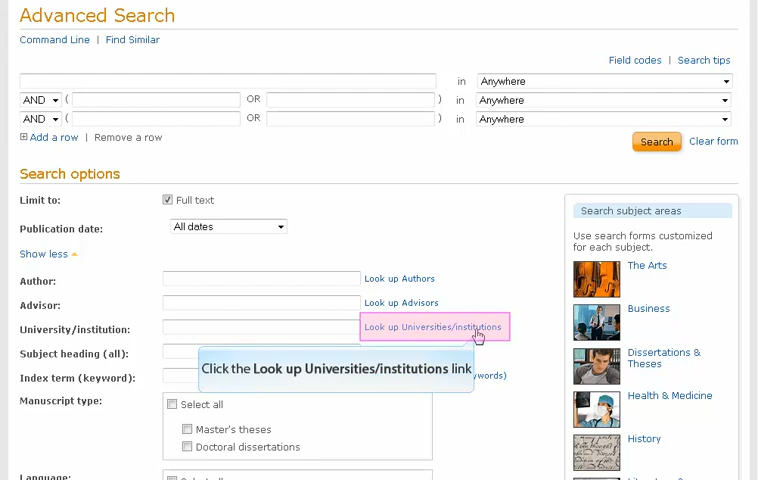 Advanced Search
Command Line | Find Similar
Field codes | Search tips
in Anywhere
AND ( OR ) in Anywhere
AND ( OR ) in Anywhere
Add a row | Remove a row
Search Clear form
Search options
Limit to: Full text
Search subject areas
Publication date: All dates
Use search forms customized
for each subject.
Show less
The Arts
Author: Look up Authors
Advisor: Look up Advisors
Business
University/institution: Look up Universities/institutions
Subject heading (all):
Dissertations &
Theses
Click the Look up Universities/institutions link
Index term (keyword): words)
Health & Medicine
Manuscript type: Select all
Master's theses
History
Doctoral dissertations
Language: